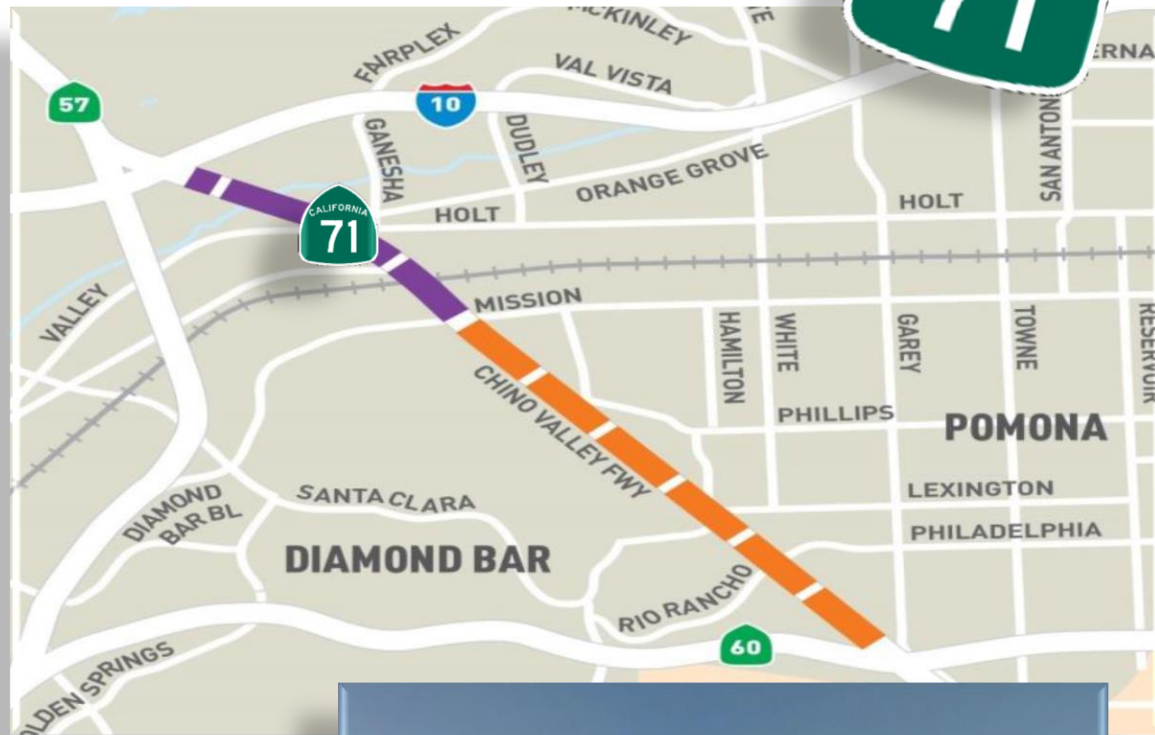 71
McKINLEY
FAIRPLEX
VAL VISTA
57
10
GANESHA
DUDLEY
SAN ANTON
ORANGE GROVE
HOLT
HOLT
CALIFORNIA
71
VALLEY
MISSION
HAMILTON
WHITE
GAREY
TOWNE
RESERVOIR
CHINO VALLEY FWY
PHILLIPS
POMONA
DIAMOND
BAR BL
SANTA CLARA
LEXINGTON
PHILADELPHIA
DIAMOND BAR
RIO RANCHO
60
OLDEN SPRINGS